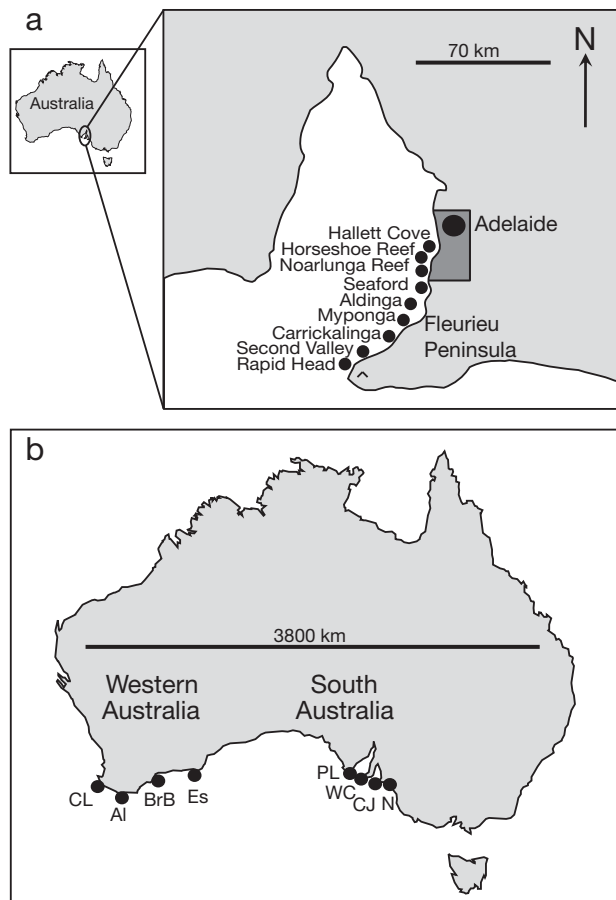 a
Australia
70 km
N
Adelaide
Hallett Cove
Horseshoe Reef
Noarlunga Reef
Seaford
Aldinga
Myponga
Carrickalinga
Second Valley
Rapid Head
Fleurieu
Peninsula
b
3800 km
Western
Australia
South
Australia
CL
Al
BrB
Es
PL
WC
CJ
N